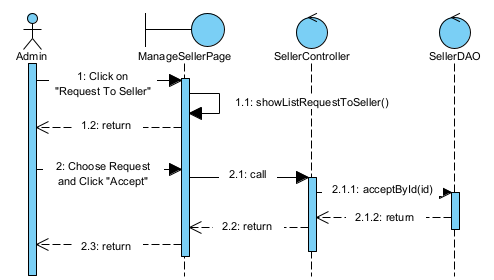 Admin
ManageSellerPage
SellerController
SellerDAO
1: Click on
"Request To Seller"
1.1: showListRequestToSeller()
1.2: return
2: Choose Request
and Click "Accept"
2.1: call
2.1.1: acceptById(id)
2.1.2: return
2.2: return
2.3: return